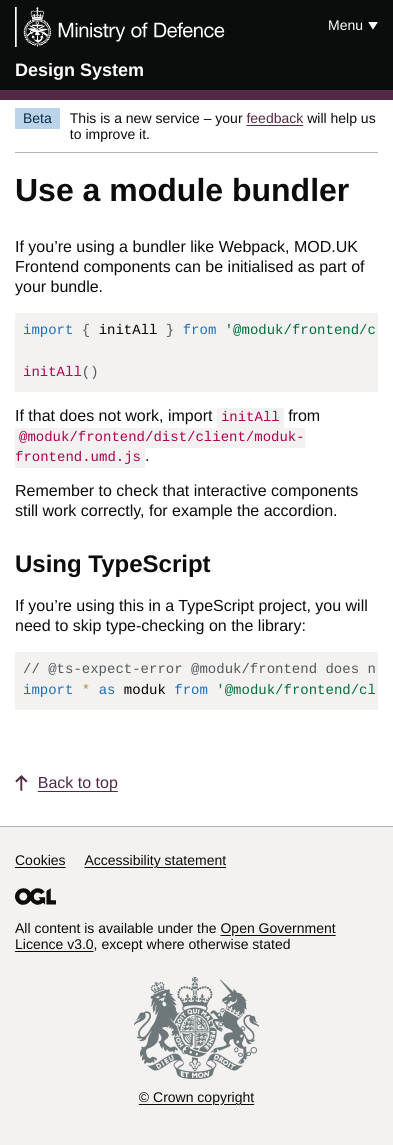 Ministry of Defence
Menu
Design System
Beta
This is a new service – your feedback will help us
to improve it.
Use a module bundler
If you’re using a bundler like Webpack, MOD.UK
Frontend components can be initialised as part of
your bundle.
import { initAll } from '@moduk/frontend/c
initAll()
If that does not work, import initAll from
@moduk/frontend/dist/client/moduk-
frontend.umd.js.
Remember to check that interactive components
still work correctly, for example the accordion.
Using TypeScript
If you’re using this in a TypeScript project, you will
need to skip type-checking on the library:
// @ts-expect-error @moduk/frontend does n
import * as moduk from '@moduk/frontend/cl
Back to top
Cookies Accessibility statement
OGL
All content is available under the Open Government
Licence v3.0, except where otherwise stated
DIEU ET MON DROIT
© Crown copyright